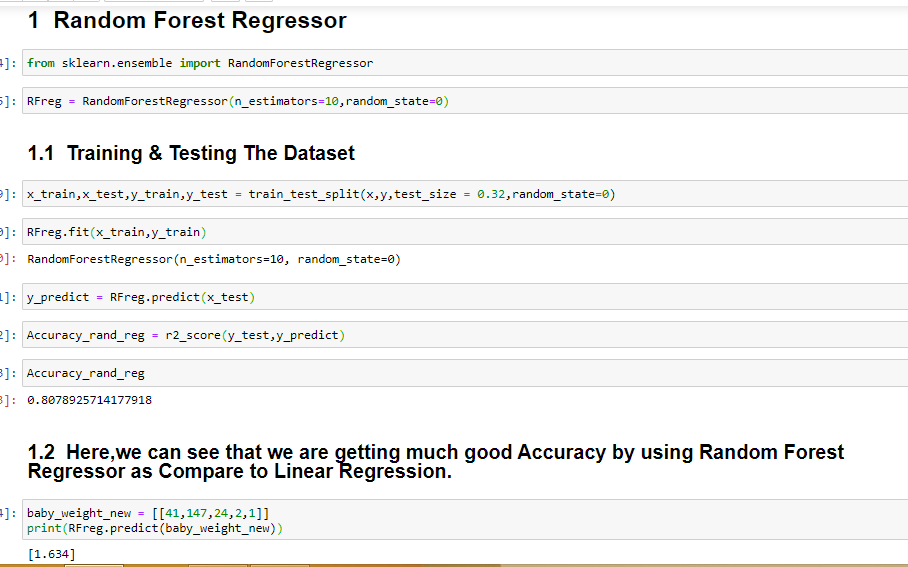 1 Random Forest Regressor
4]: from sklearn.ensemble import RandomForestRegressor
5]: RFreg = RandomForestRegressor(n_estimators=10,random_state=0)
1.1 Training & Testing The Dataset
9]: x_train,x_test,y_train,y_test = train_test_split(x,y,test_size = 0.32,random_state=0)
0]: RFreg.fit(x_train,y_train)
0]: RandomForestRegressor(n_estimators=10, random_state=0)
1]: y_predict = RFreg.predict(x_test)
2]: Accuracy_rand_reg = r2_score(y_test,y_predict)
3]: Accuracy_rand_reg
3]: 0.8078925714177918
1.2 Here,we can see that we are getting much good Accuracy by using Random Forest
Regressor as Compare to Linear Regression.
4]: baby_weight_new = [[41,147,24,2,1]]
print(RFreg.predict(baby_weight_new))
[1.634]